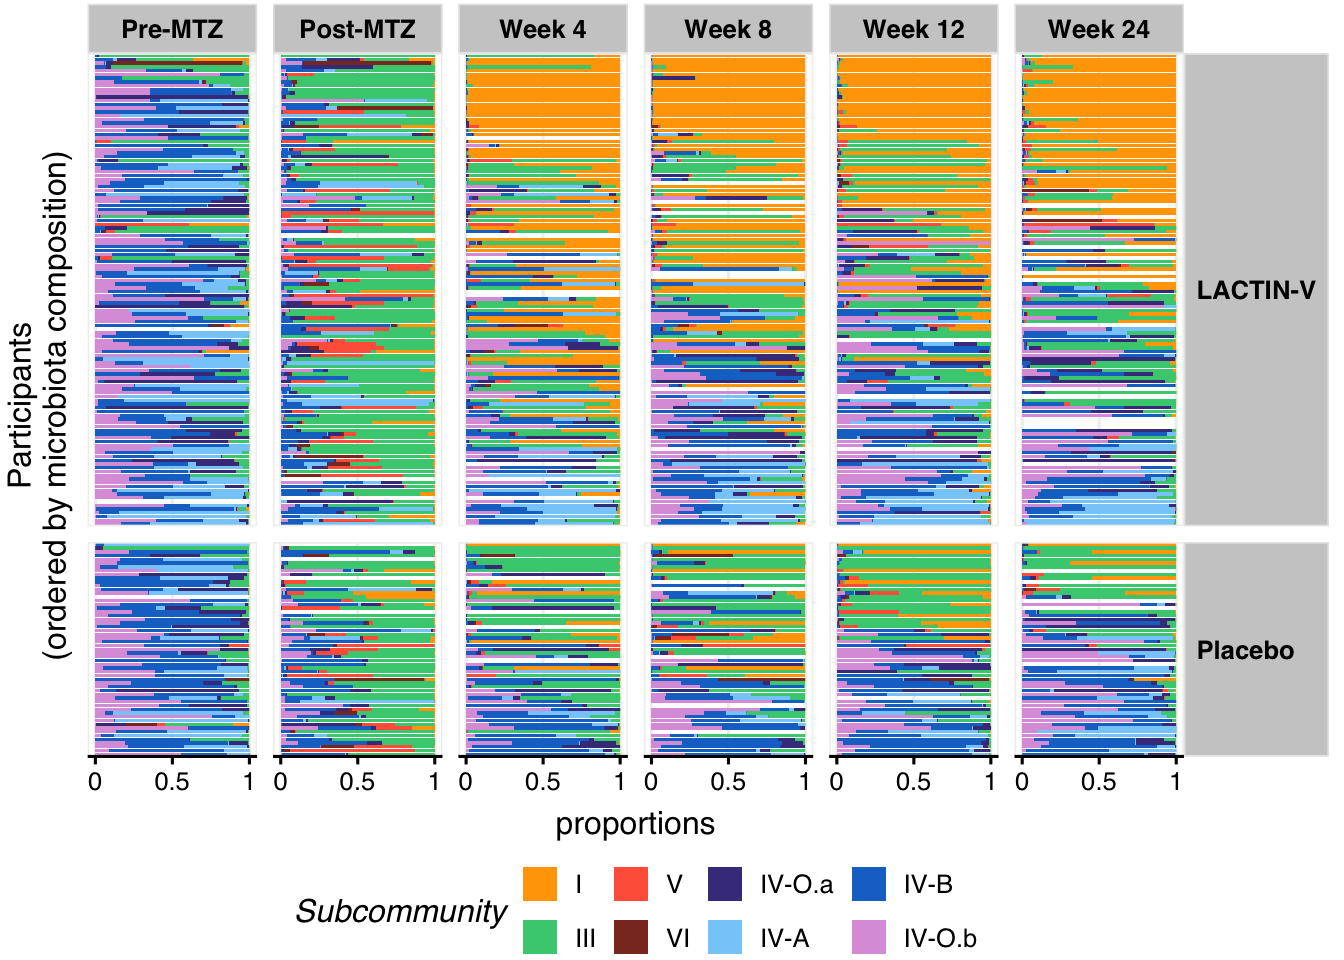 Pre-MTZ Post-MTZ Week 4 Week 8 Week 12 Week 24
Participants
(ordered by microbiota composition)
LACTIN-V
Placebo
0 0.5 1 0 0.5 1 0 0.5 1 0 0.5 1 0 0.5 1 0 0.5 1
proportions
Subcommunity
I V IV-O.a IV-B
III VI IV-A IV-O.b